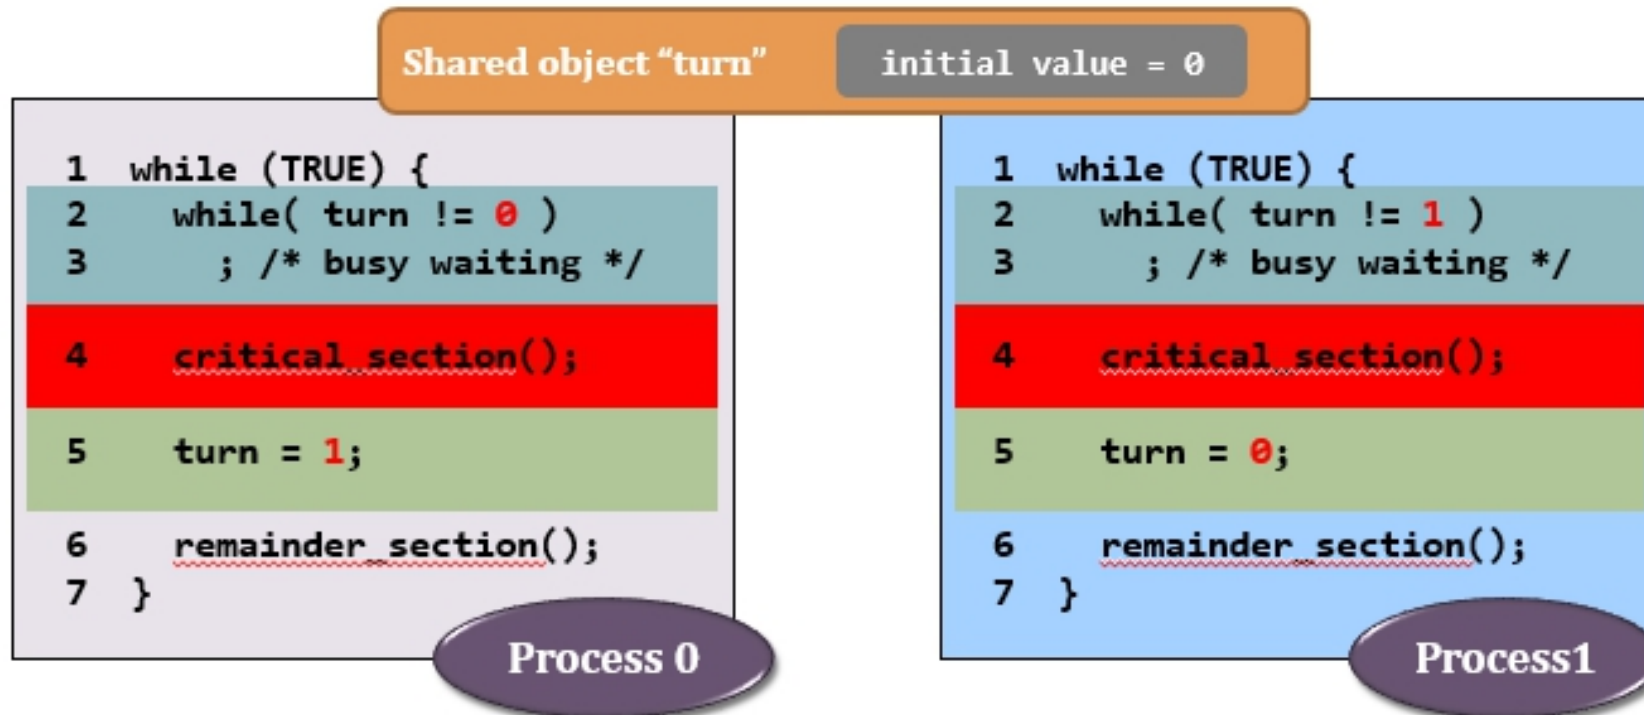 Shared object “turn”
initial value = 0
1 while (TRUE) {
2 while( turn != 0 )
3 ; /* busy waiting */
4 critical_section();
5 turn = 1;
6 remainder_section();
7 }
Process 0
1 while (TRUE) {
2 while( turn != 1 )
3 ; /* busy waiting */
4 critical_section();
5 turn = 0;
6 remainder_section();
7 }
Process1